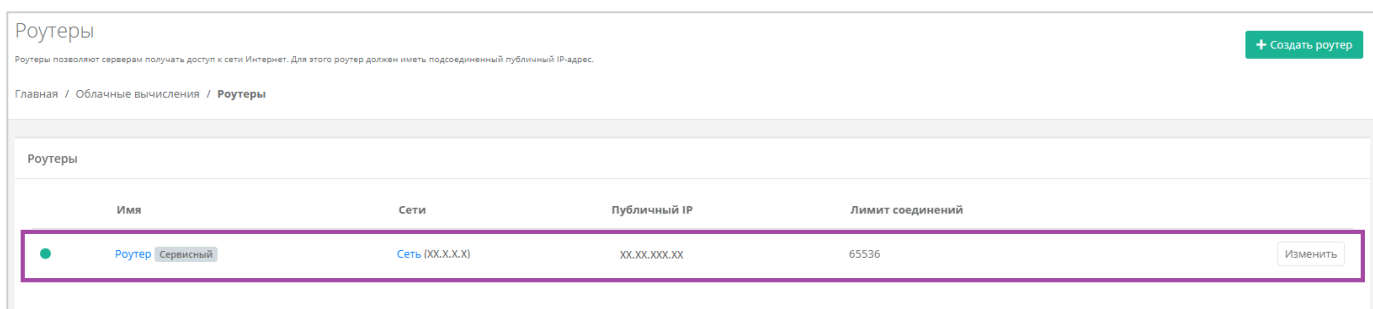 Роутеры
+ Создать роутер
Роутеры позволяют серверам получать доступ к сети Интернет. Для этого роутер должен иметь подсоединенный публичный IP-адрес.
Главная / Облачные вычисления / Роутеры
Роутеры
Имя Сети Публичный IP Лимит соединений
Роутер Сервисный Сеть (XX.X.X.X) XX.XX.XXX.XX 65536 Изменить